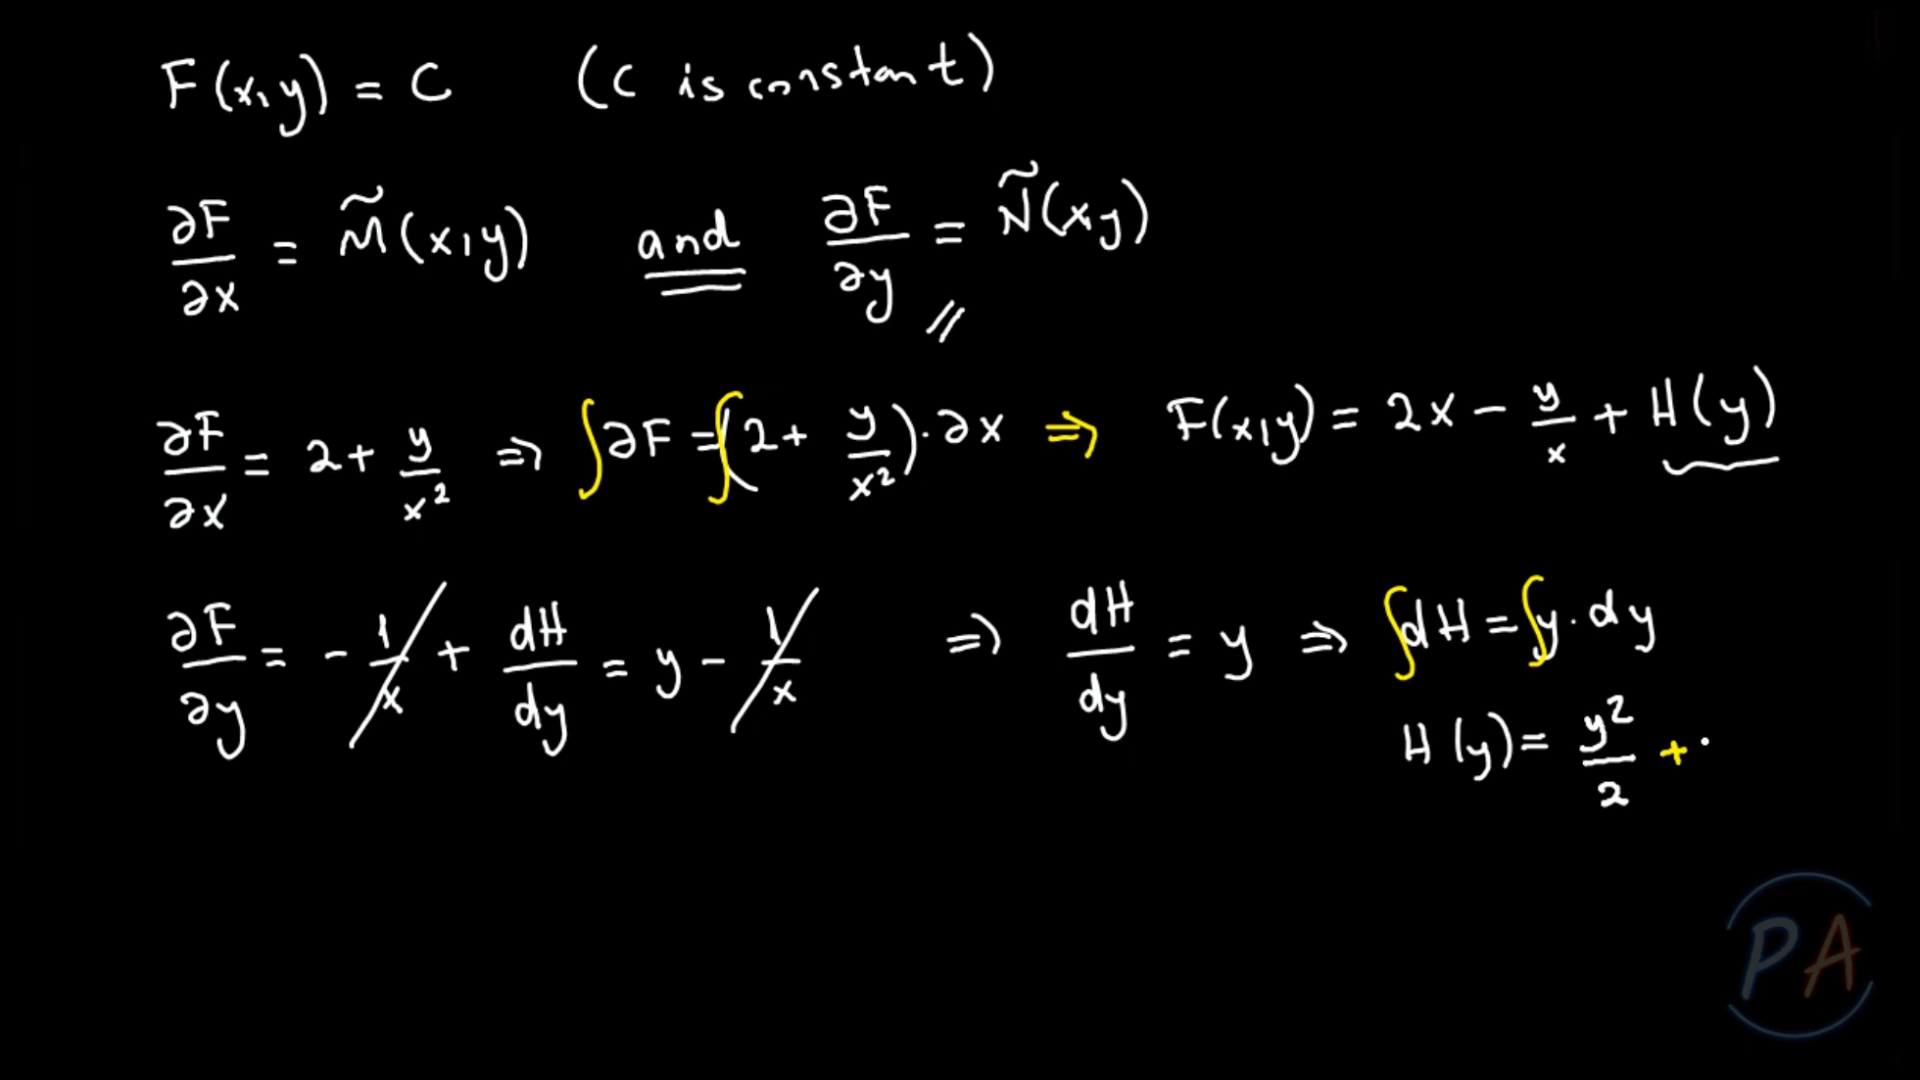 F(x,y) = C (C is constant)
∂F/∂x = M̃(x,y) and ∂F/∂y = Ñ(x,y) //
∂F/∂x = 2 + y/x² ⇒ ∫∂F = ∫(2 + y/x²)·∂x ⇒ F(x,y) = 2x - y/x + H(y)
∂F/∂y = - 1/x + dH/dy = y - 1/x ⇒ dH/dy = y ⇒ ∫dH = ∫y·dy
H(y) = y²/2 +
PA